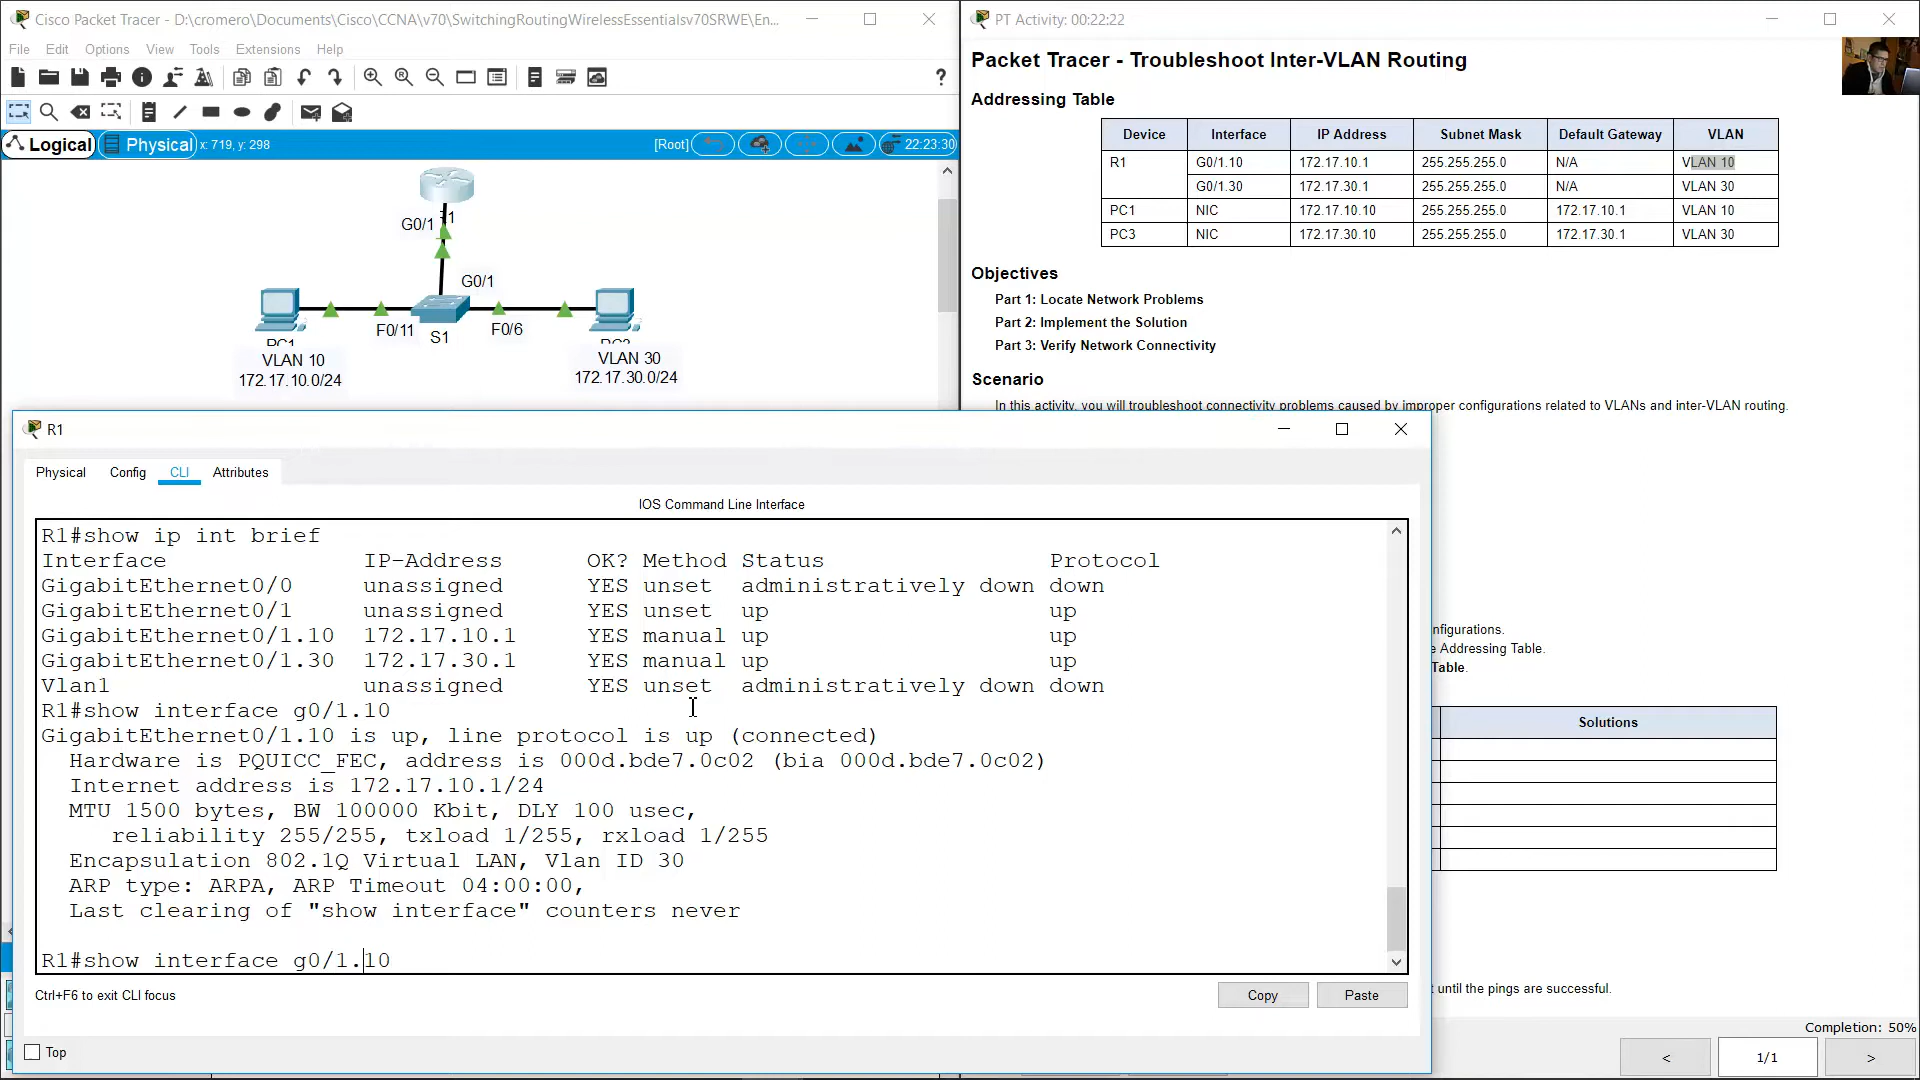 Cisco Packet Tracer - D:\cromero\Documents\Cisco\CCNA\v70\SwitchingRoutingWirelessEssentialsv70SRWE\En...
File Edit Options View Tools Extensions Help
Logical Physical x: 719, y: 298 [Root] 22:23:30
G0/1
G0/1
F0/11 S1 F0/6
VLAN 10
172.17.10.0/24
VLAN 30
172.17.30.0/24
PT Activity: 00:22:22
Packet Tracer - Troubleshoot Inter-VLAN Routing
Addressing Table
Device Interface IP Address Subnet Mask Default Gateway VLAN
R1 G0/1.10 172.17.10.1 255.255.255.0 N/A VLAN 10
G0/1.30 172.17.30.1 255.255.255.0 N/A VLAN 30
PC1 NIC 172.17.10.10 255.255.255.0 172.17.10.1 VLAN 10
PC3 NIC 172.17.30.10 255.255.255.0 172.17.30.1 VLAN 30
Objectives
Part 1: Locate Network Problems
Part 2: Implement the Solution
Part 3: Verify Network Connectivity
Scenario
In this activity, you will troubleshoot connectivity problems caused by improper configurations related to VLANs and inter-VLAN routing.
nfigurations.
e Addressing Table.
Table.
Solutions
t until the pings are successful.
Completion: 50%
< 1/1 >
R1
Physical Config CLI Attributes
IOS Command Line Interface
R1#show ip int brief
Interface IP-Address OK? Method Status Protocol
GigabitEthernet0/0 unassigned YES unset administratively down down
GigabitEthernet0/1 unassigned YES unset up up
GigabitEthernet0/1.10 172.17.10.1 YES manual up up
GigabitEthernet0/1.30 172.17.30.1 YES manual up up
Vlan1 unassigned YES unset administratively down down
R1#show interface g0/1.10
GigabitEthernet0/1.10 is up, line protocol is up (connected)
Hardware is PQUICC_FEC, address is 000d.bde7.0c02 (bia 000d.bde7.0c02)
Internet address is 172.17.10.1/24
MTU 1500 bytes, BW 100000 Kbit, DLY 100 usec,
reliability 255/255, txload 1/255, rxload 1/255
Encapsulation 802.1Q Virtual LAN, Vlan ID 30
ARP type: ARPA, ARP Timeout 04:00:00,
Last clearing of "show interface" counters never
R1#show interface g0/1.10
Ctrl+F6 to exit CLI focus
Copy Paste
Top